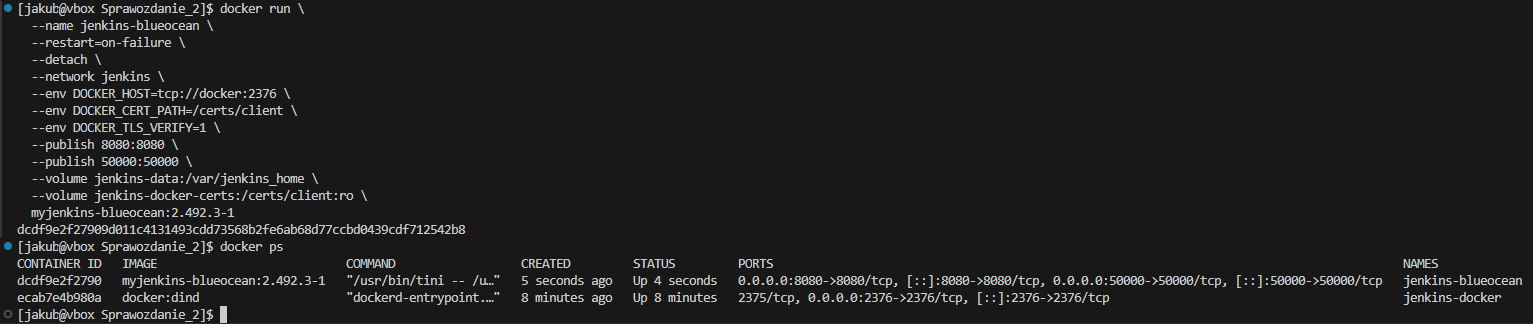 [jakub@vbox Sprawozdanie_2]$ docker run \
  --name jenkins-blueocean \
  --restart=on-failure \
  --detach \
  --network jenkins \
  --env DOCKER_HOST=tcp://docker:2376 \
  --env DOCKER_CERT_PATH=/certs/client \
  --env DOCKER_TLS_VERIFY=1 \
  --publish 8080:8080 \
  --publish 50000:50000 \
  --volume jenkins-data:/var/jenkins_home \
  --volume jenkins-docker-certs:/certs/client:ro \
  myjenkins-blueocean:2.492.3-1
dcdf9e2f27909d011c4131493cdd73568b2fe6ab68d77ccbd0439cdf712542b8
[jakub@vbox Sprawozdanie_2]$ docker ps
CONTAINER ID   IMAGE                           COMMAND                  CREATED         STATUS         PORTS                                                                                      NAMES
dcdf9e2f2790   myjenkins-blueocean:2.492.3-1   "/usr/bin/tini -- /u…"   5 seconds ago   Up 4 seconds   0.0.0.0:8080->8080/tcp, [::]:8080->8080/tcp, 0.0.0.0:50000->50000/tcp, [::]:50000->50000/tcp   jenkins-blueocean
ecab7e4b980a   docker:dind                     "dockerd-entrypoint.…"   8 minutes ago   Up 8 minutes   2375/tcp, 0.0.0.0:2376->2376/tcp, [::]:2376->2376/tcp                                      jenkins-docker
[jakub@vbox Sprawozdanie_2]$